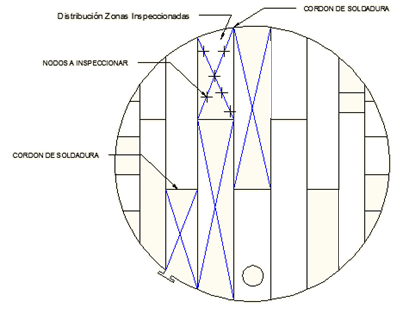 CORDON DE SOLDADURA
Distribución Zonas Inspeccionadas
NODOS A INSPECCIONAR
CORDON DE SOLDADURA